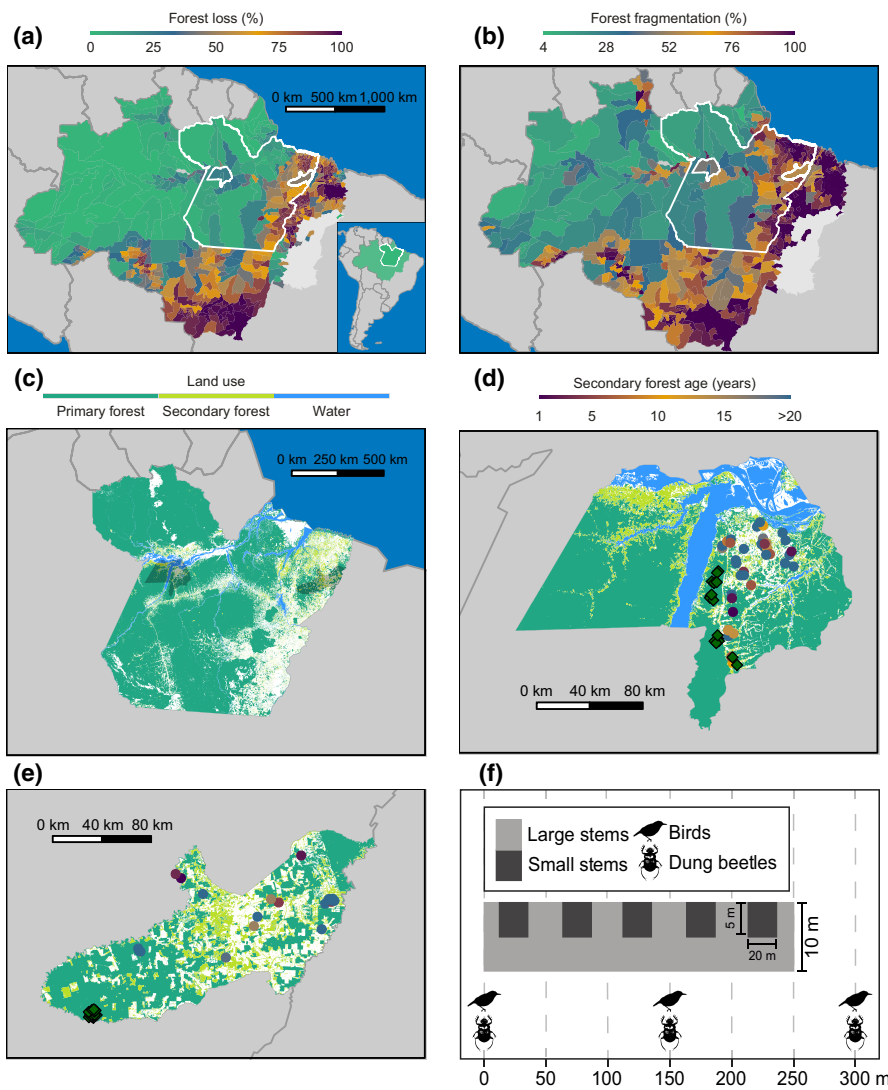 (a)
Forest loss (%)
0 25 50 75 100
0 km 500 km 1,000 km
(b)
Forest fragmentation (%)
4 28 52 76 100
(c)
Land use
Primary forest Secondary forest Water
0 km 250 km 500 km
(d)
Secondary forest age (years)
1 5 10 15 >20
0 km 40 km 80 km
(e)
0 km 40 km 80 km
(f)
Large stems Birds
Small stems Dung beetles
5 m
20 m
10 m
0 50 100 150 200 250 300 m